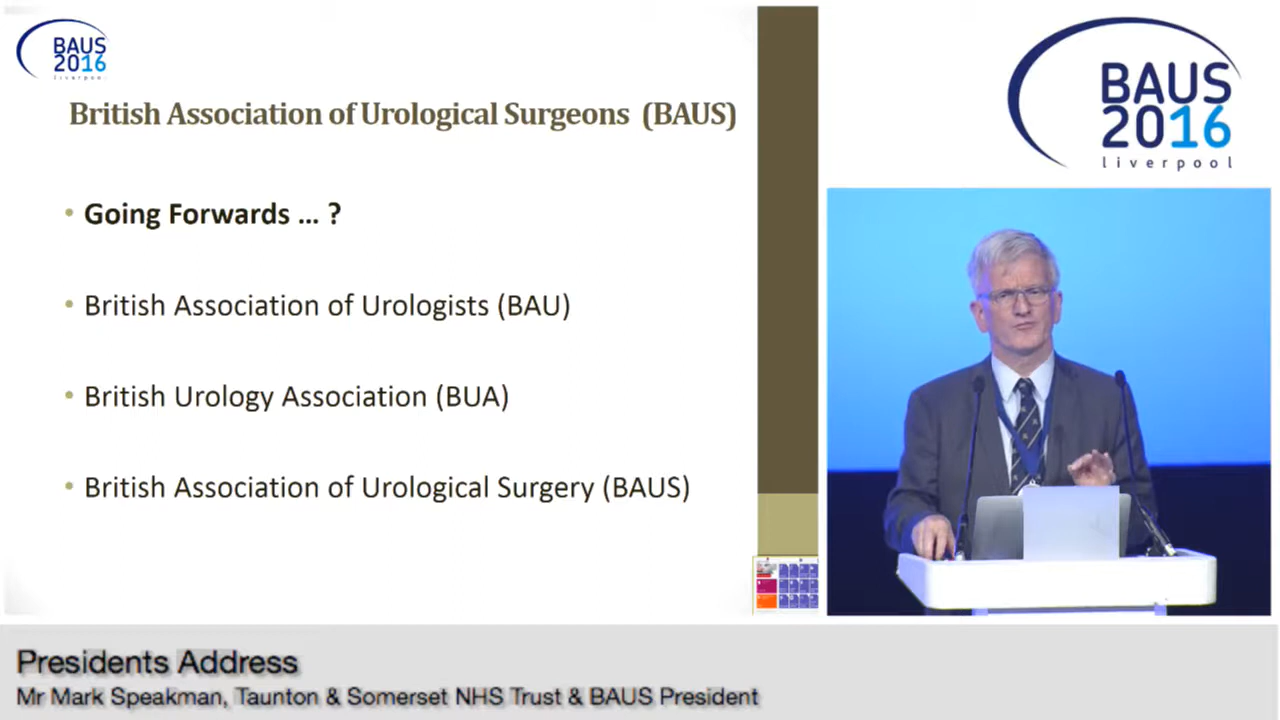 BAUS
2016
liverpool
British Association of Urological Surgeons (BAUS)
• Going Forwards ... ?
• British Association of Urologists (BAU)
• British Urology Association (BUA)
• British Association of Urological Surgery (BAUS)
BAUS
2016
liverpool
Presidents Address
Mr Mark Speakman, Taunton & Somerset NHS Trust & BAUS President